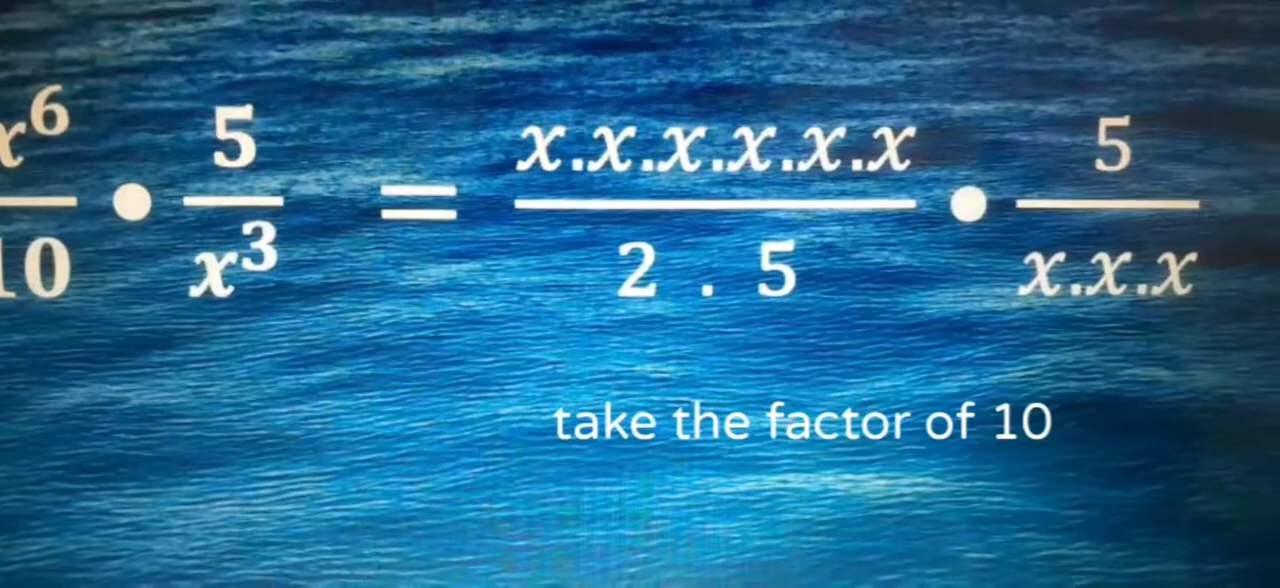 x⁶/10 • 5/x³ = x.x.x.x.x.x/2 . 5 • 5/x.x.x
take the factor of 10